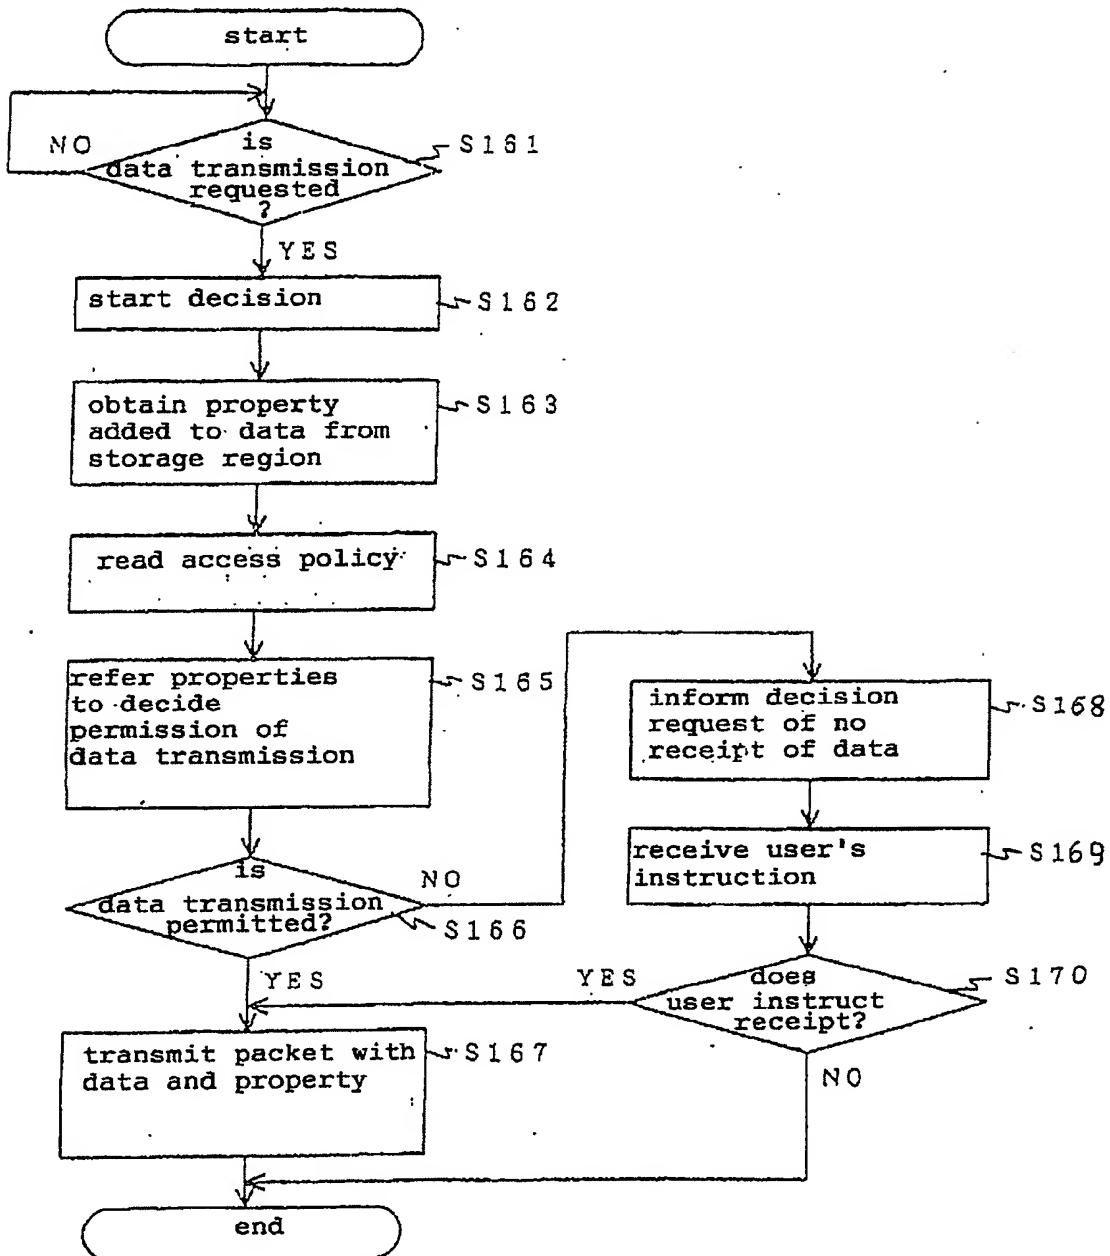 start
NO
is
data transmission
requested
?
S161
YES
start decision
S162
obtain property
added to data from
storage region
S163
read access policy
S164
refer properties
to decide
permission of
data transmission
S165
is
data transmission
permitted?
NO
S166
YES
inform decision
request of no
receipt of data
S168
receive user's
instruction
S169
does
user instruct
receipt?
YES
S170
NO
transmit packet with
data and property
S167
end